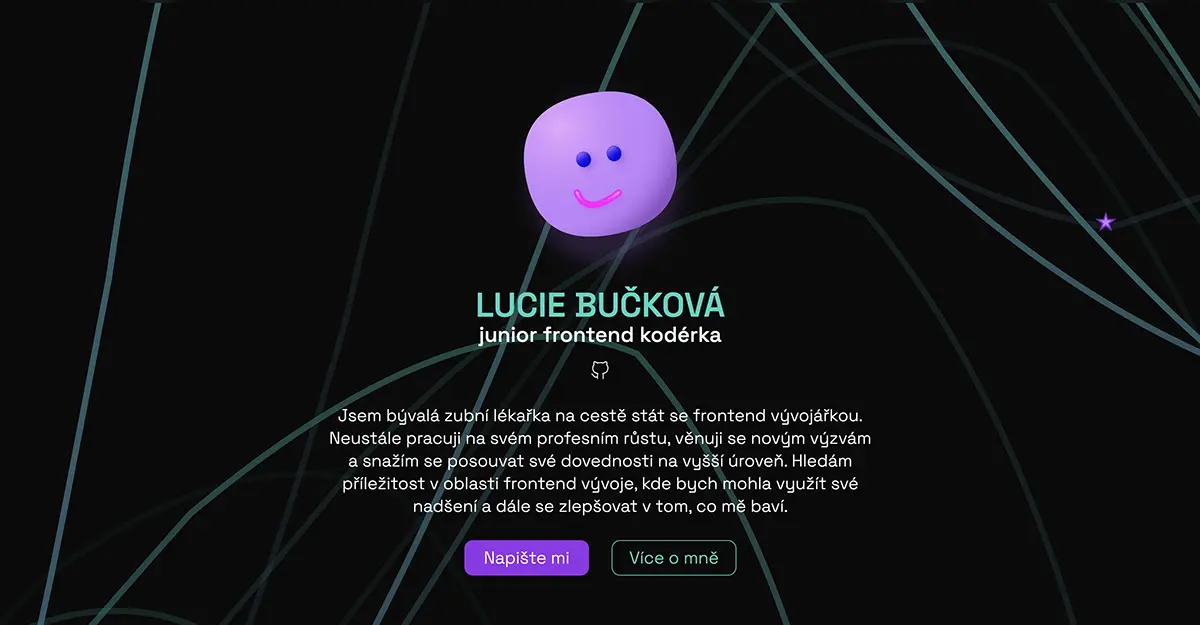 LUCIE BUČKOVÁ
junior frontend kodérka
Jsem bývalá zubní lékařka na cestě stát se frontend vývojářkou.
Neustále pracuji na svém profesním růstu, věnuji se novým výzvám
a snažím se posouvat své dovednosti na vyšší úroveň. Hledám
příležitost v oblasti frontend vývoje, kde bych mohla využít své
nadšení a dále se zlepšovat v tom, co mě baví.
Napište mi
Více o mně